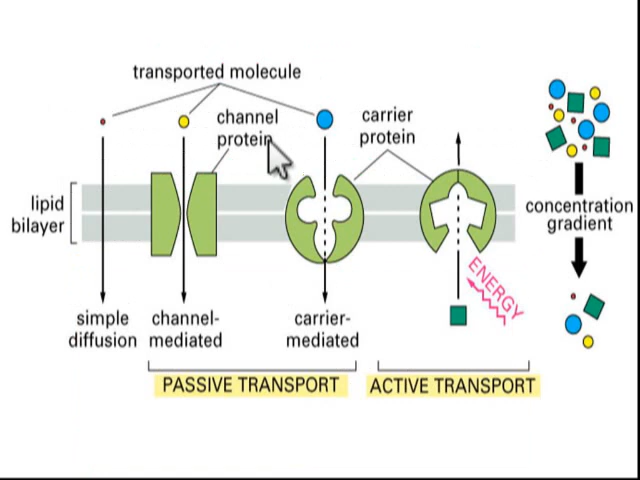 transported molecule
channel
protein
carrier
protein
lipid
bilayer
concentration
gradient
ENERGY
simple
diffusion
channel-
mediated
carrier-
mediated
PASSIVE TRANSPORT
ACTIVE TRANSPORT